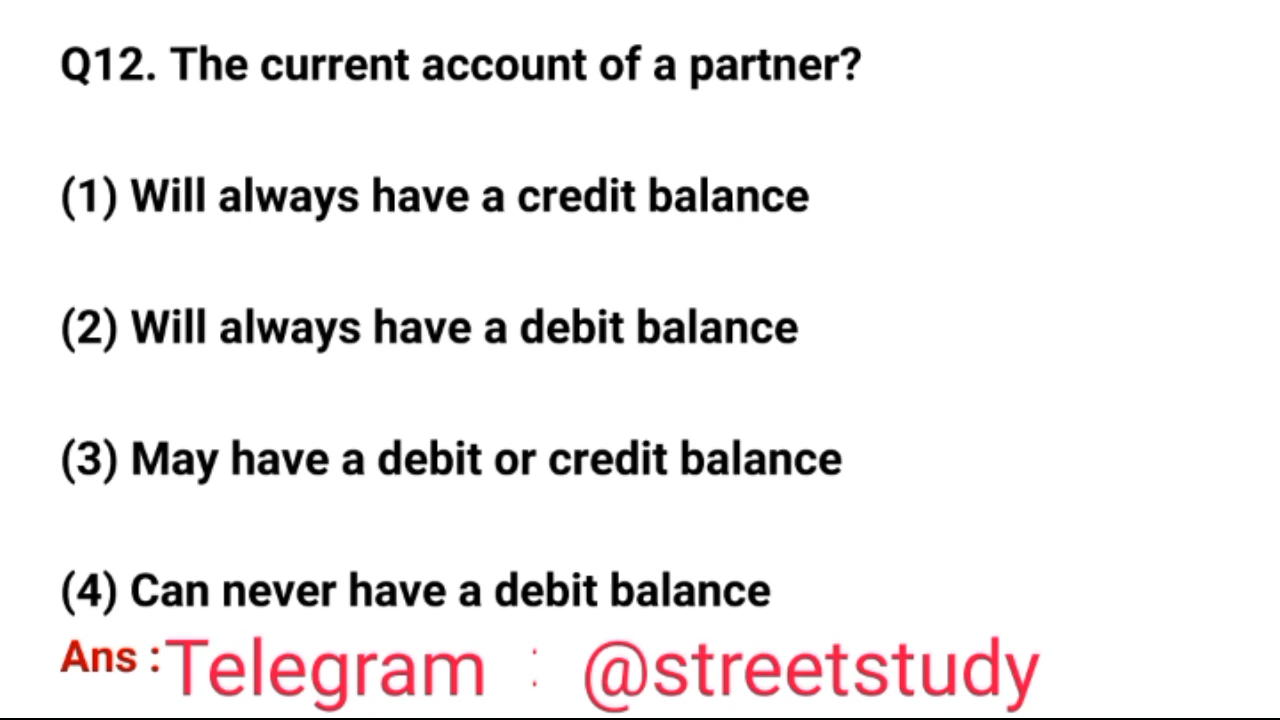 Q12. The current account of a partner?
(1) Will always have a credit balance
(2) Will always have a debit balance
(3) May have a debit or credit balance
(4) Can never have a debit balance
Ans : Telegram : @streetstudy